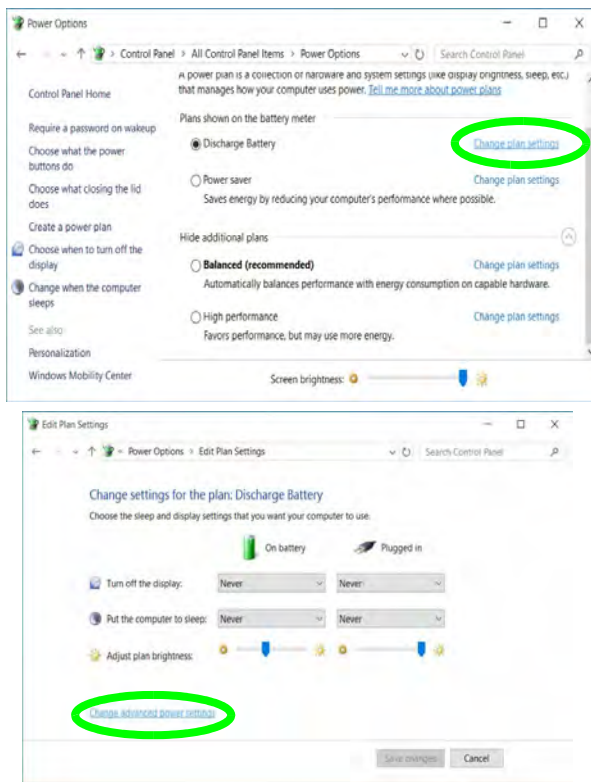 Power Options
Control Panel > All Control Panel Items > Power Options
Search Control Panel
Control Panel Home
Require a password on wakeup
Choose what the power
buttons do
Choose what closing the lid
does
Create a power plan
Choose when to turn off the
display
Change when the computer
sleeps
See also
Personalization
Windows Mobility Center
A power plan is a collection of hardware and system settings (like display brightness, sleep, etc.)
that manages how your computer uses power. Tell me more about power plans
Plans shown on the battery meter
Discharge Battery Change plan settings
Power saver Change plan settings
Saves energy by reducing your computer's performance where possible.
Hide additional plans
Balanced (recommended) Change plan settings
Automatically balances performance with energy consumption on capable hardware.
High performance Change plan settings
Favors performance, but may use more energy.
Screen brightness:
Edit Plan Settings
Power Options > Edit Plan Settings
Search Control Panel
Change settings for the plan: Discharge Battery
Choose the sleep and display settings that you want your computer to use.
On battery Plugged in
Turn off the display: Never Never
Put the computer to sleep: Never Never
Adjust plan brightness:
Change advanced power settings
Save changes Cancel